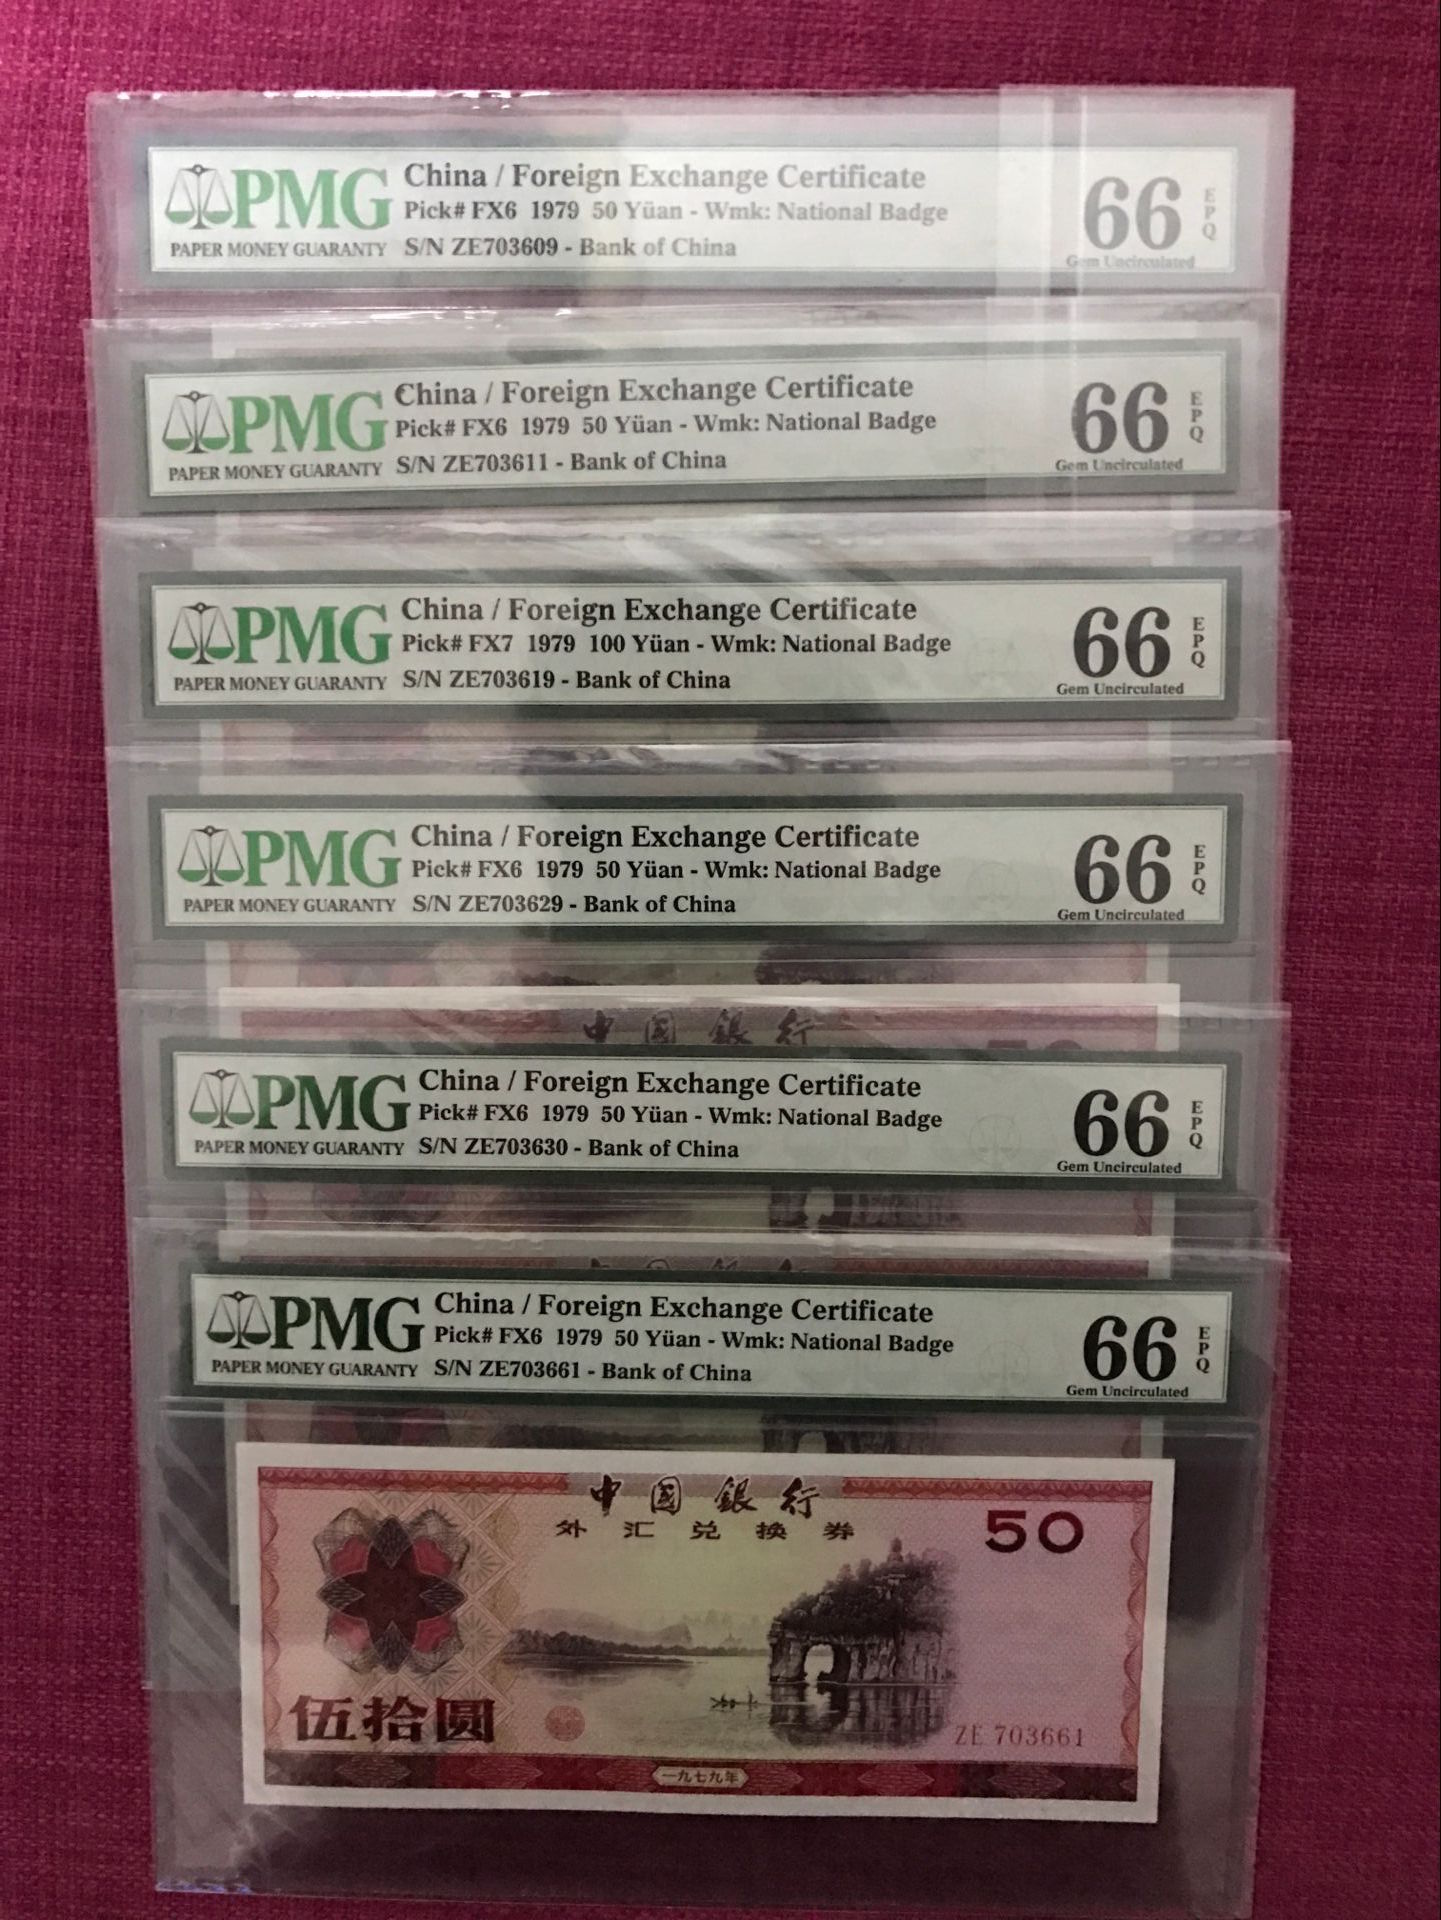 PMG
PAPER MONEY GUARANTY
China / Foreign Exchange Certificate
Pick# FX6 1979 50 Yüan - Wmk: National Badge
S/N ZE703609 - Bank of China
66
EPQ
Gem Uncirculated
PMG
PAPER MONEY GUARANTY
China / Foreign Exchange Certificate
Pick# FX6 1979 50 Yüan - Wmk: National Badge
S/N ZE703611 - Bank of China
66
EPQ
Gem Uncirculated
PMG
PAPER MONEY GUARANTY
China / Foreign Exchange Certificate
Pick# FX7 1979 100 Yüan - Wmk: National Badge
S/N ZE703619 - Bank of China
66
EPQ
Gem Uncirculated
PMG
PAPER MONEY GUARANTY
China / Foreign Exchange Certificate
Pick# FX6 1979 50 Yüan - Wmk: National Badge
S/N ZE703629 - Bank of China
66
EPQ
Gem Uncirculated
中国銀行
PMG
PAPER MONEY GUARANTY
China / Foreign Exchange Certificate
Pick# FX6 1979 50 Yüan - Wmk: National Badge
S/N ZE703630 - Bank of China
66
EPQ
Gem Uncirculated
PMG
PAPER MONEY GUARANTY
China / Foreign Exchange Certificate
Pick# FX6 1979 50 Yüan - Wmk: National Badge
S/N ZE703661 - Bank of China
66
EPQ
Gem Uncirculated
中国銀行
外汇兑换券
50
伍拾圆
ZE 703661
一九七九年